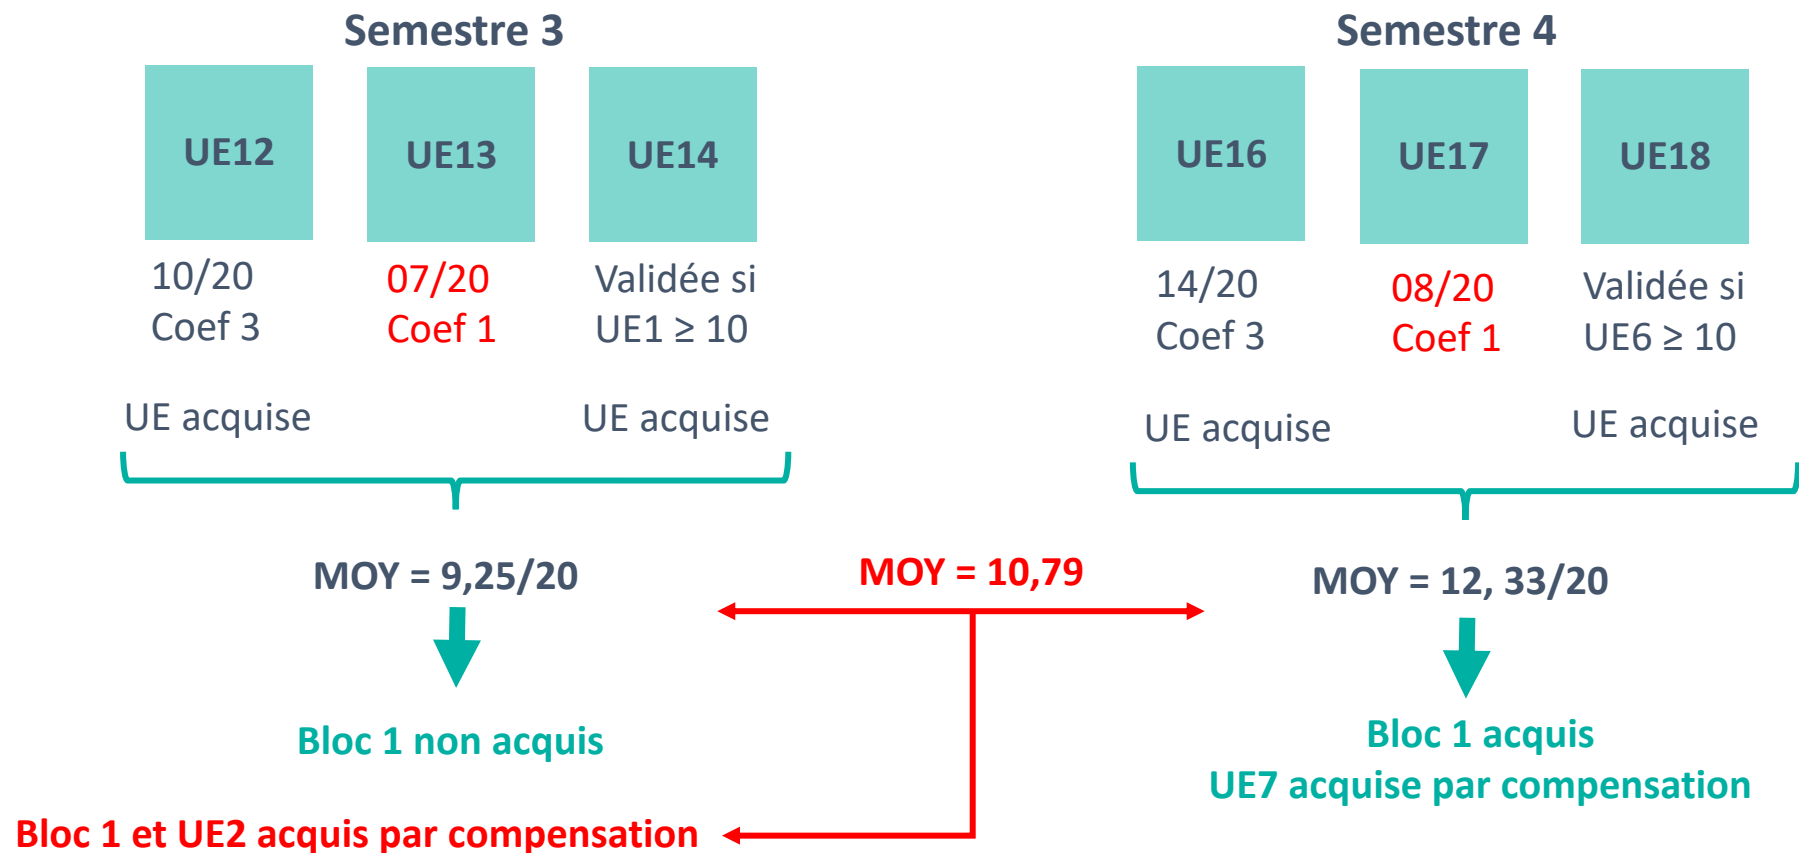 Semestre 3
UE12
UE13
UE14
10/20
Coef 3
07/20
Coef 1
Validée si
UE1 ≥ 10
UE acquise
UE acquise
MOY = 9,25/20
Bloc 1 non acquis
MOY = 10,79
Bloc 1 et UE2 acquis par compensation
Semestre 4
UE16
UE17
UE18
14/20
Coef 3
08/20
Coef 1
Validée si
UE6 ≥ 10
UE acquise
UE acquise
MOY = 12, 33/20
Bloc 1 acquis
UE7 acquise par compensation